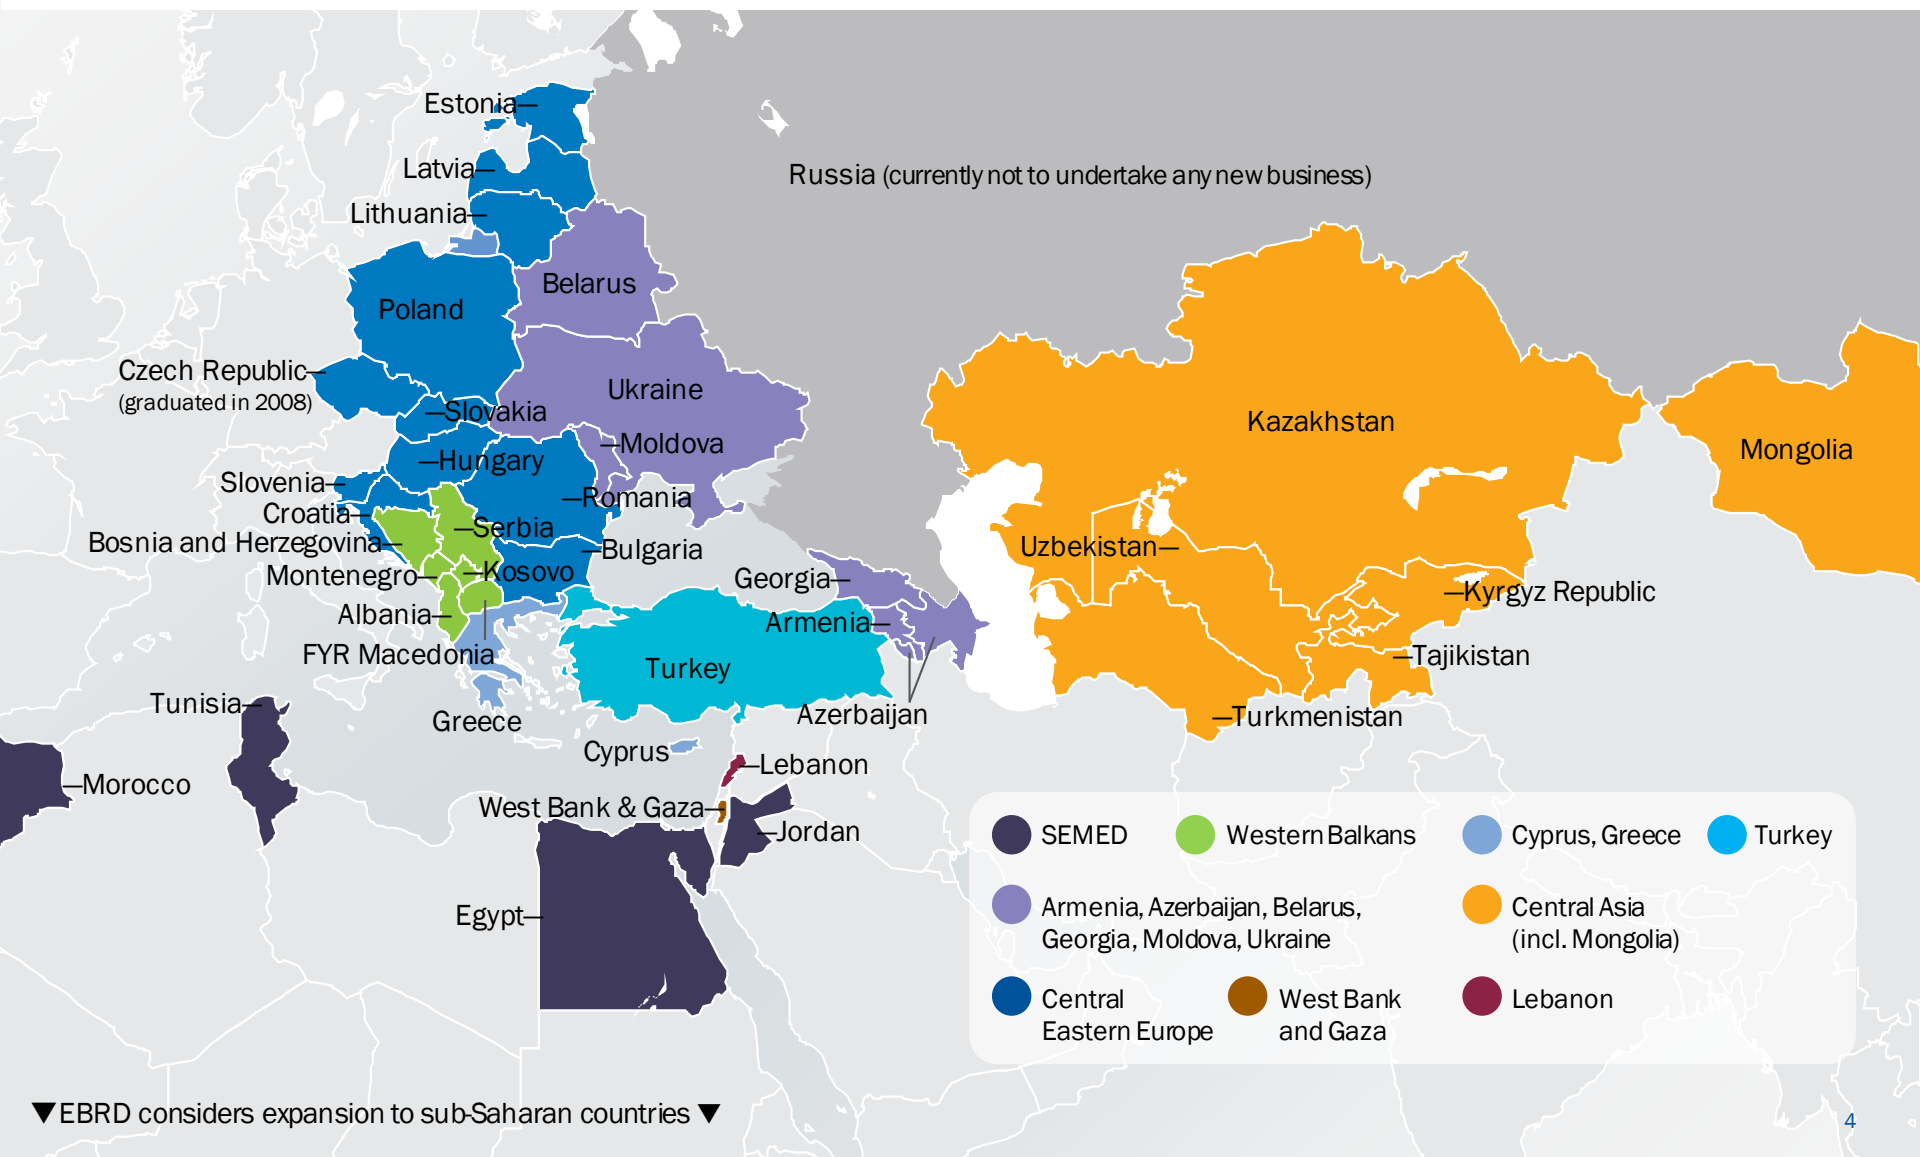 Estonia
Latvia
Russia (currently not to undertake any new business)
Lithuania
Belarus
Poland
Czech Republic
(graduated in 2008)
Ukraine
Slovakia
Kazakhstan
Moldova
Mongolia
Hungary
Slovenia
Romania
Croatia
Serbia
Bosnia and Herzegovina
Bulgaria
Uzbekistan
Montenegro
Kosovo
Georgia
Kyrgyz Republic
Albania
Armenia
FYR Macedonia
Tajikistan
Turkey
Tunisia
Greece
Azerbaijan
Turkmenistan
Cyprus
Lebanon
Morocco
West Bank & Gaza
Jordan
Egypt
SEMED
Western Balkans
Cyprus, Greece
Turkey
Armenia, Azerbaijan, Belarus,
Georgia, Moldova, Ukraine
Central Asia
(incl. Mongolia)
Central
Eastern Europe
West Bank
and Gaza
Lebanon
▼EBRD considers expansion to sub-Saharan countries ▼
4